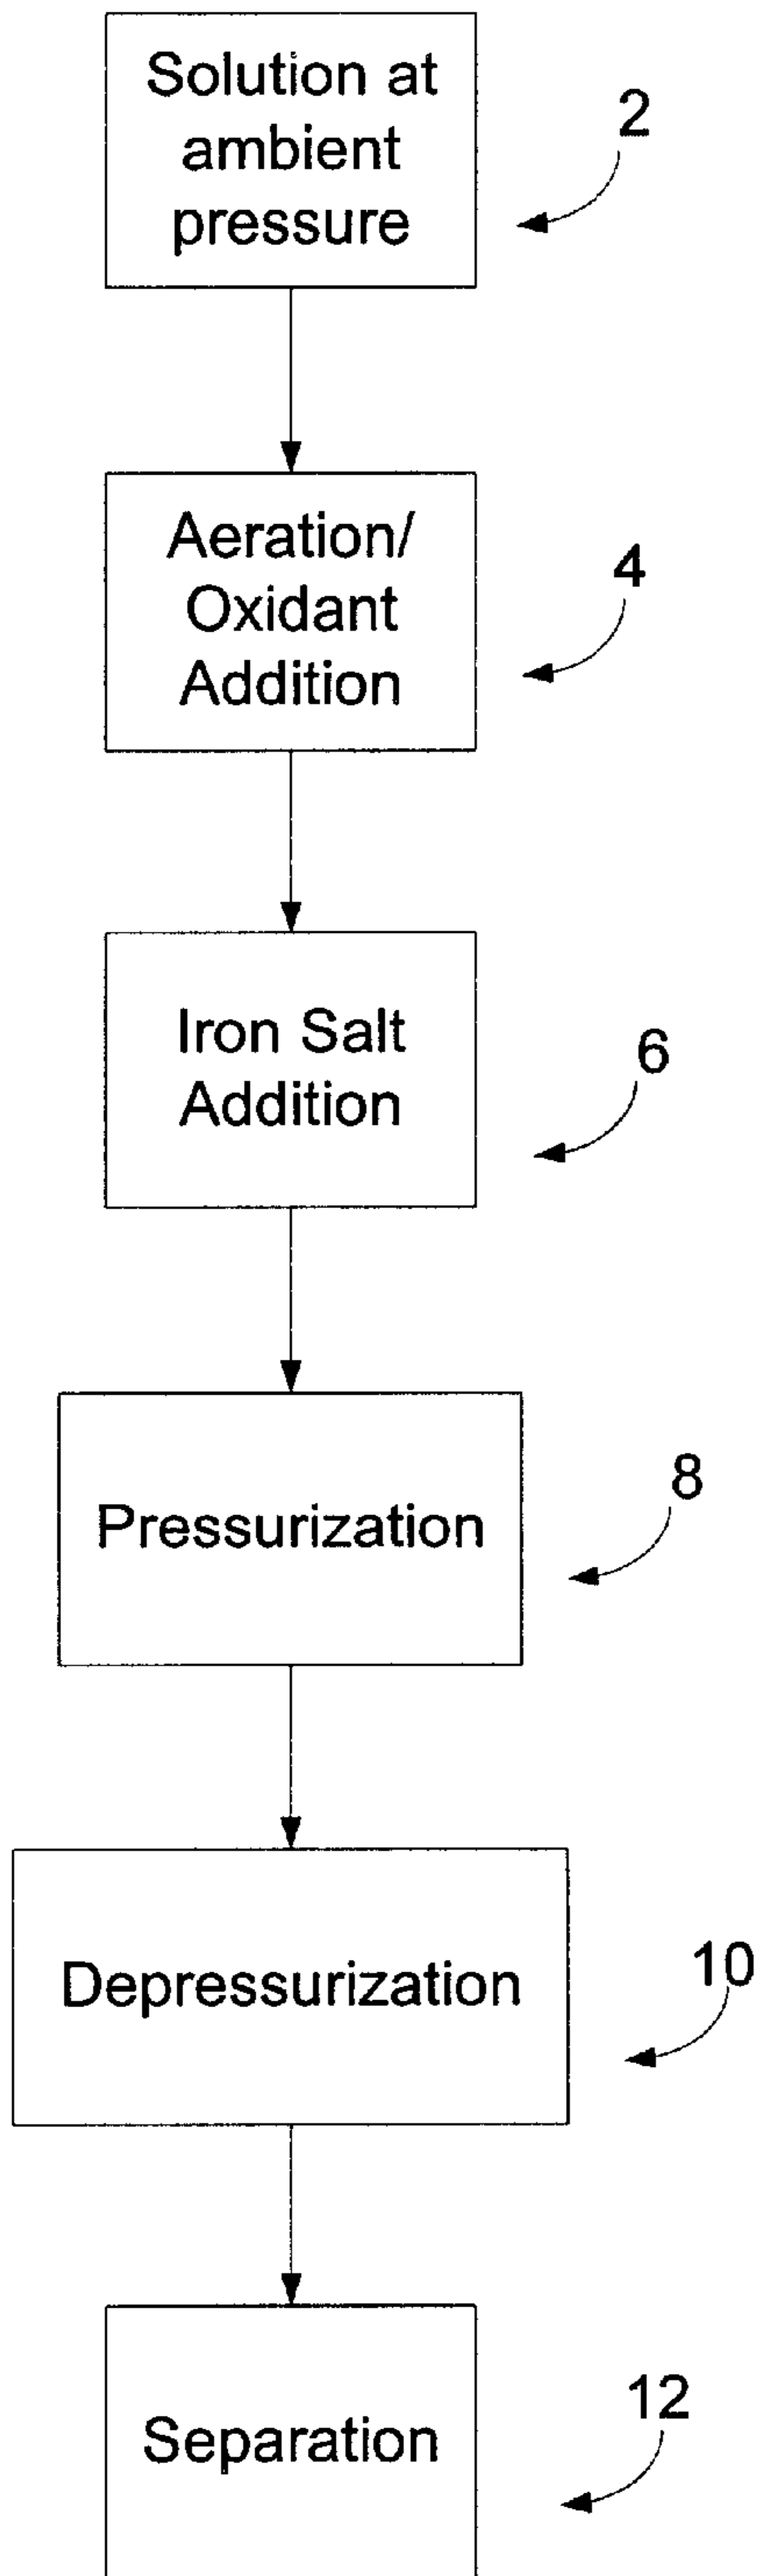 Solution at
ambient
pressure
2
Aeration/
Oxidant
Addition
4
Iron Salt
Addition
6
Pressurization
8
Depressurization
10
Separation
12